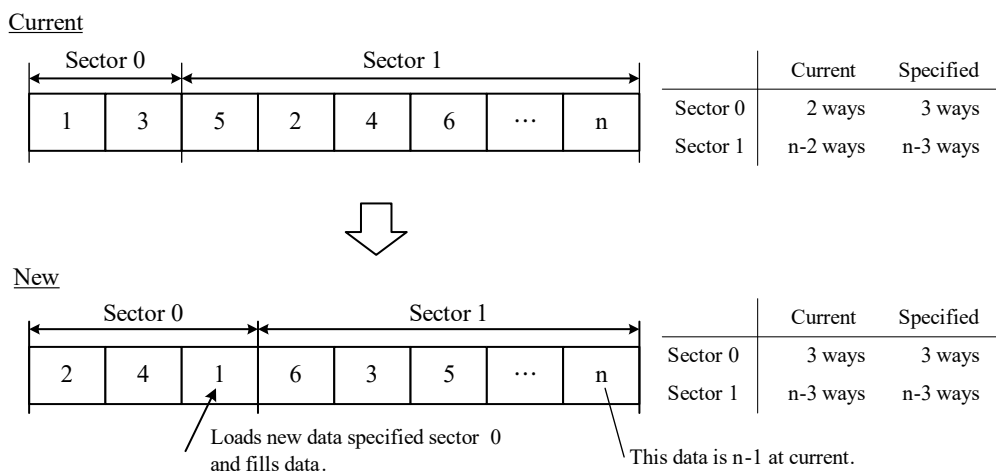 Current
Sector 0 Sector 1
1 3 5 2 4 6 ⋯ n
Current Specified
Sector 0 2 ways 3 ways
Sector 1 n-2 ways n-3 ways
New
Sector 0 Sector 1
2 4 1 6 3 5 ⋯ n
Current Specified
Sector 0 3 ways 3 ways
Sector 1 n-3 ways n-3 ways
Loads new data specified sector 0
and fills data.
This data is n-1 at current.